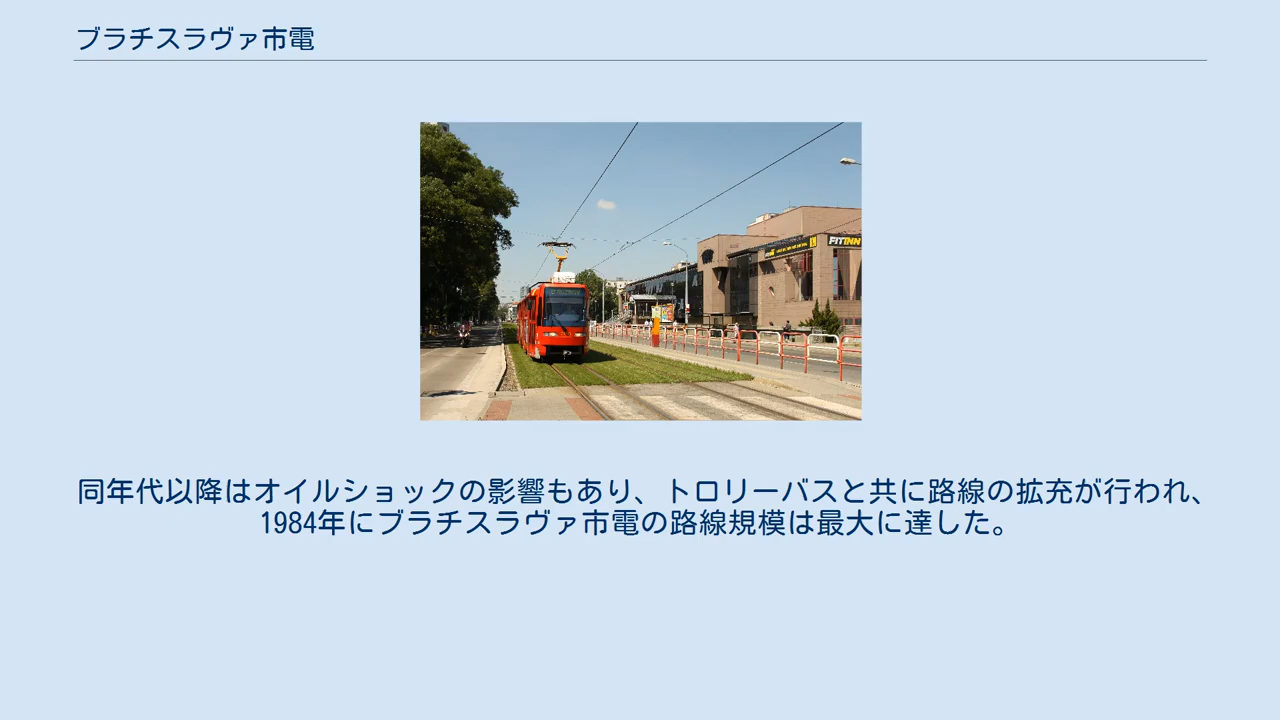 ブラチスラヴァ市電
FITINN
同年代以降はオイルショックの影響もあり、トロリーバスと共に路線の拡充が行われ、
1984年にブラチスラヴァ市電の路線規模は最大に達した。